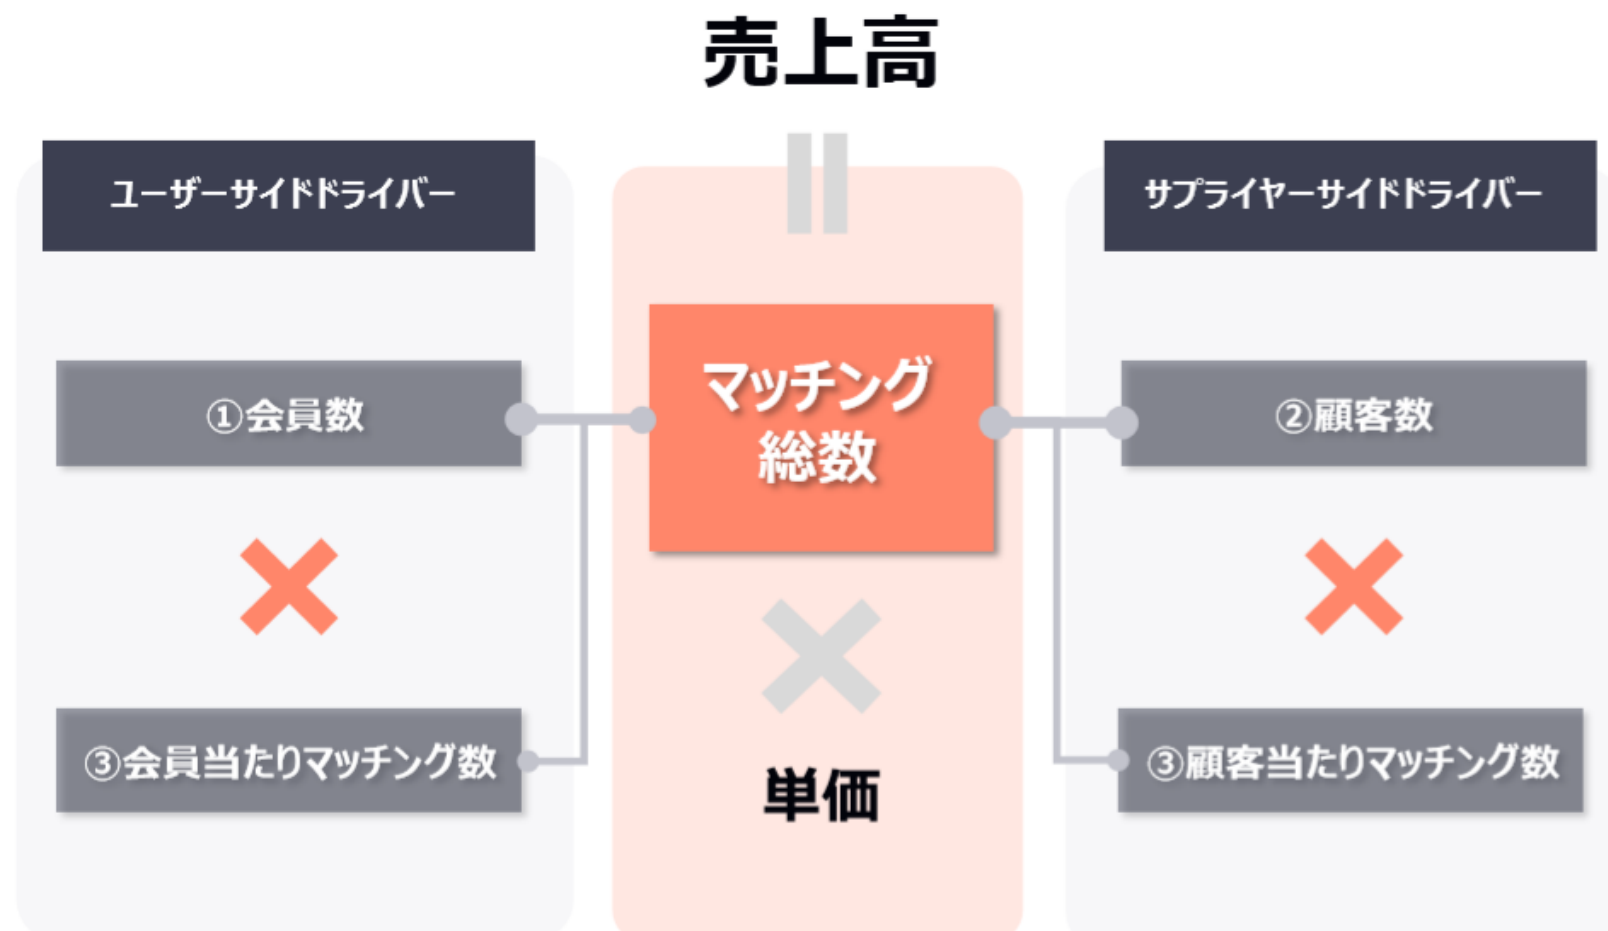 売上高
ユーザーサイドドライバー
①会員数
③会員当たりマッチング数
マッチング
総数
単価
サプライヤーサイドドライバー
②顧客数
③顧客当たりマッチング数